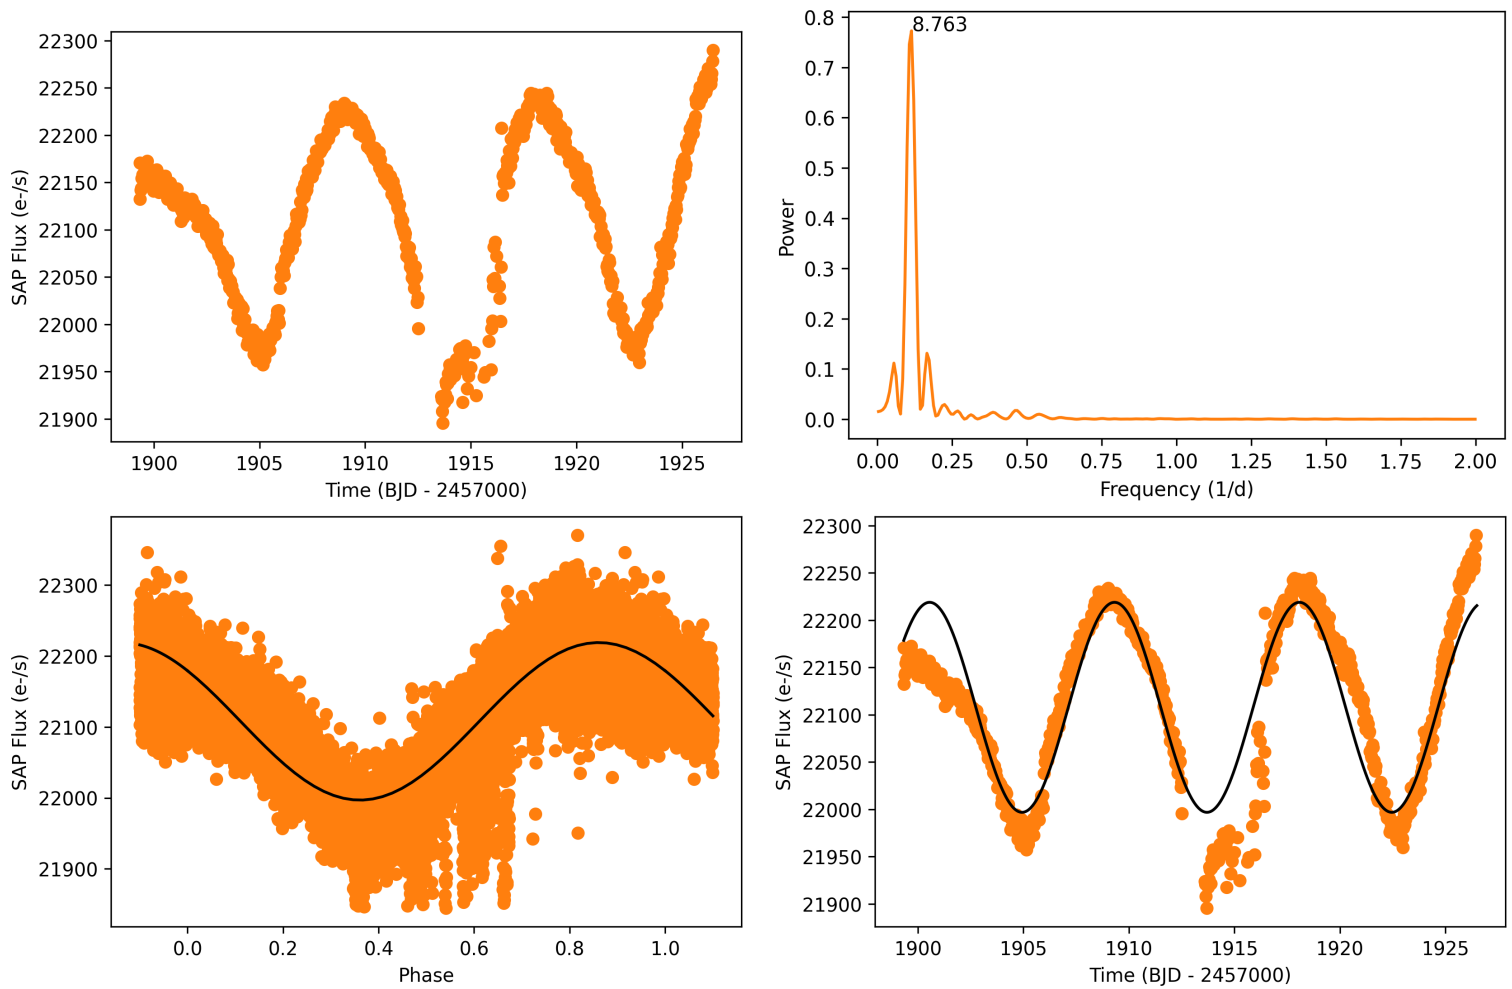 22300
22250
22200
22150
22100
22050
22000
21950
21900
SAP Flux (e-/s)
1900 1905 1910 1915 1920 1925
Time (BJD - 2457000)
8.763
0.8
0.7
0.6
0.5
0.4
0.3
0.2
0.1
0.0
Power
0.00 0.25 0.50 0.75 1.00 1.25 1.50 1.75 2.00
Frequency (1/d)
22300
22200
22100
22000
21900
SAP Flux (e-/s)
0.0 0.2 0.4 0.6 0.8 1.0
Phase
22300
22250
22200
22150
22100
22050
22000
21950
21900
SAP Flux (e-/s)
1900 1905 1910 1915 1920 1925
Time (BJD - 2457000)